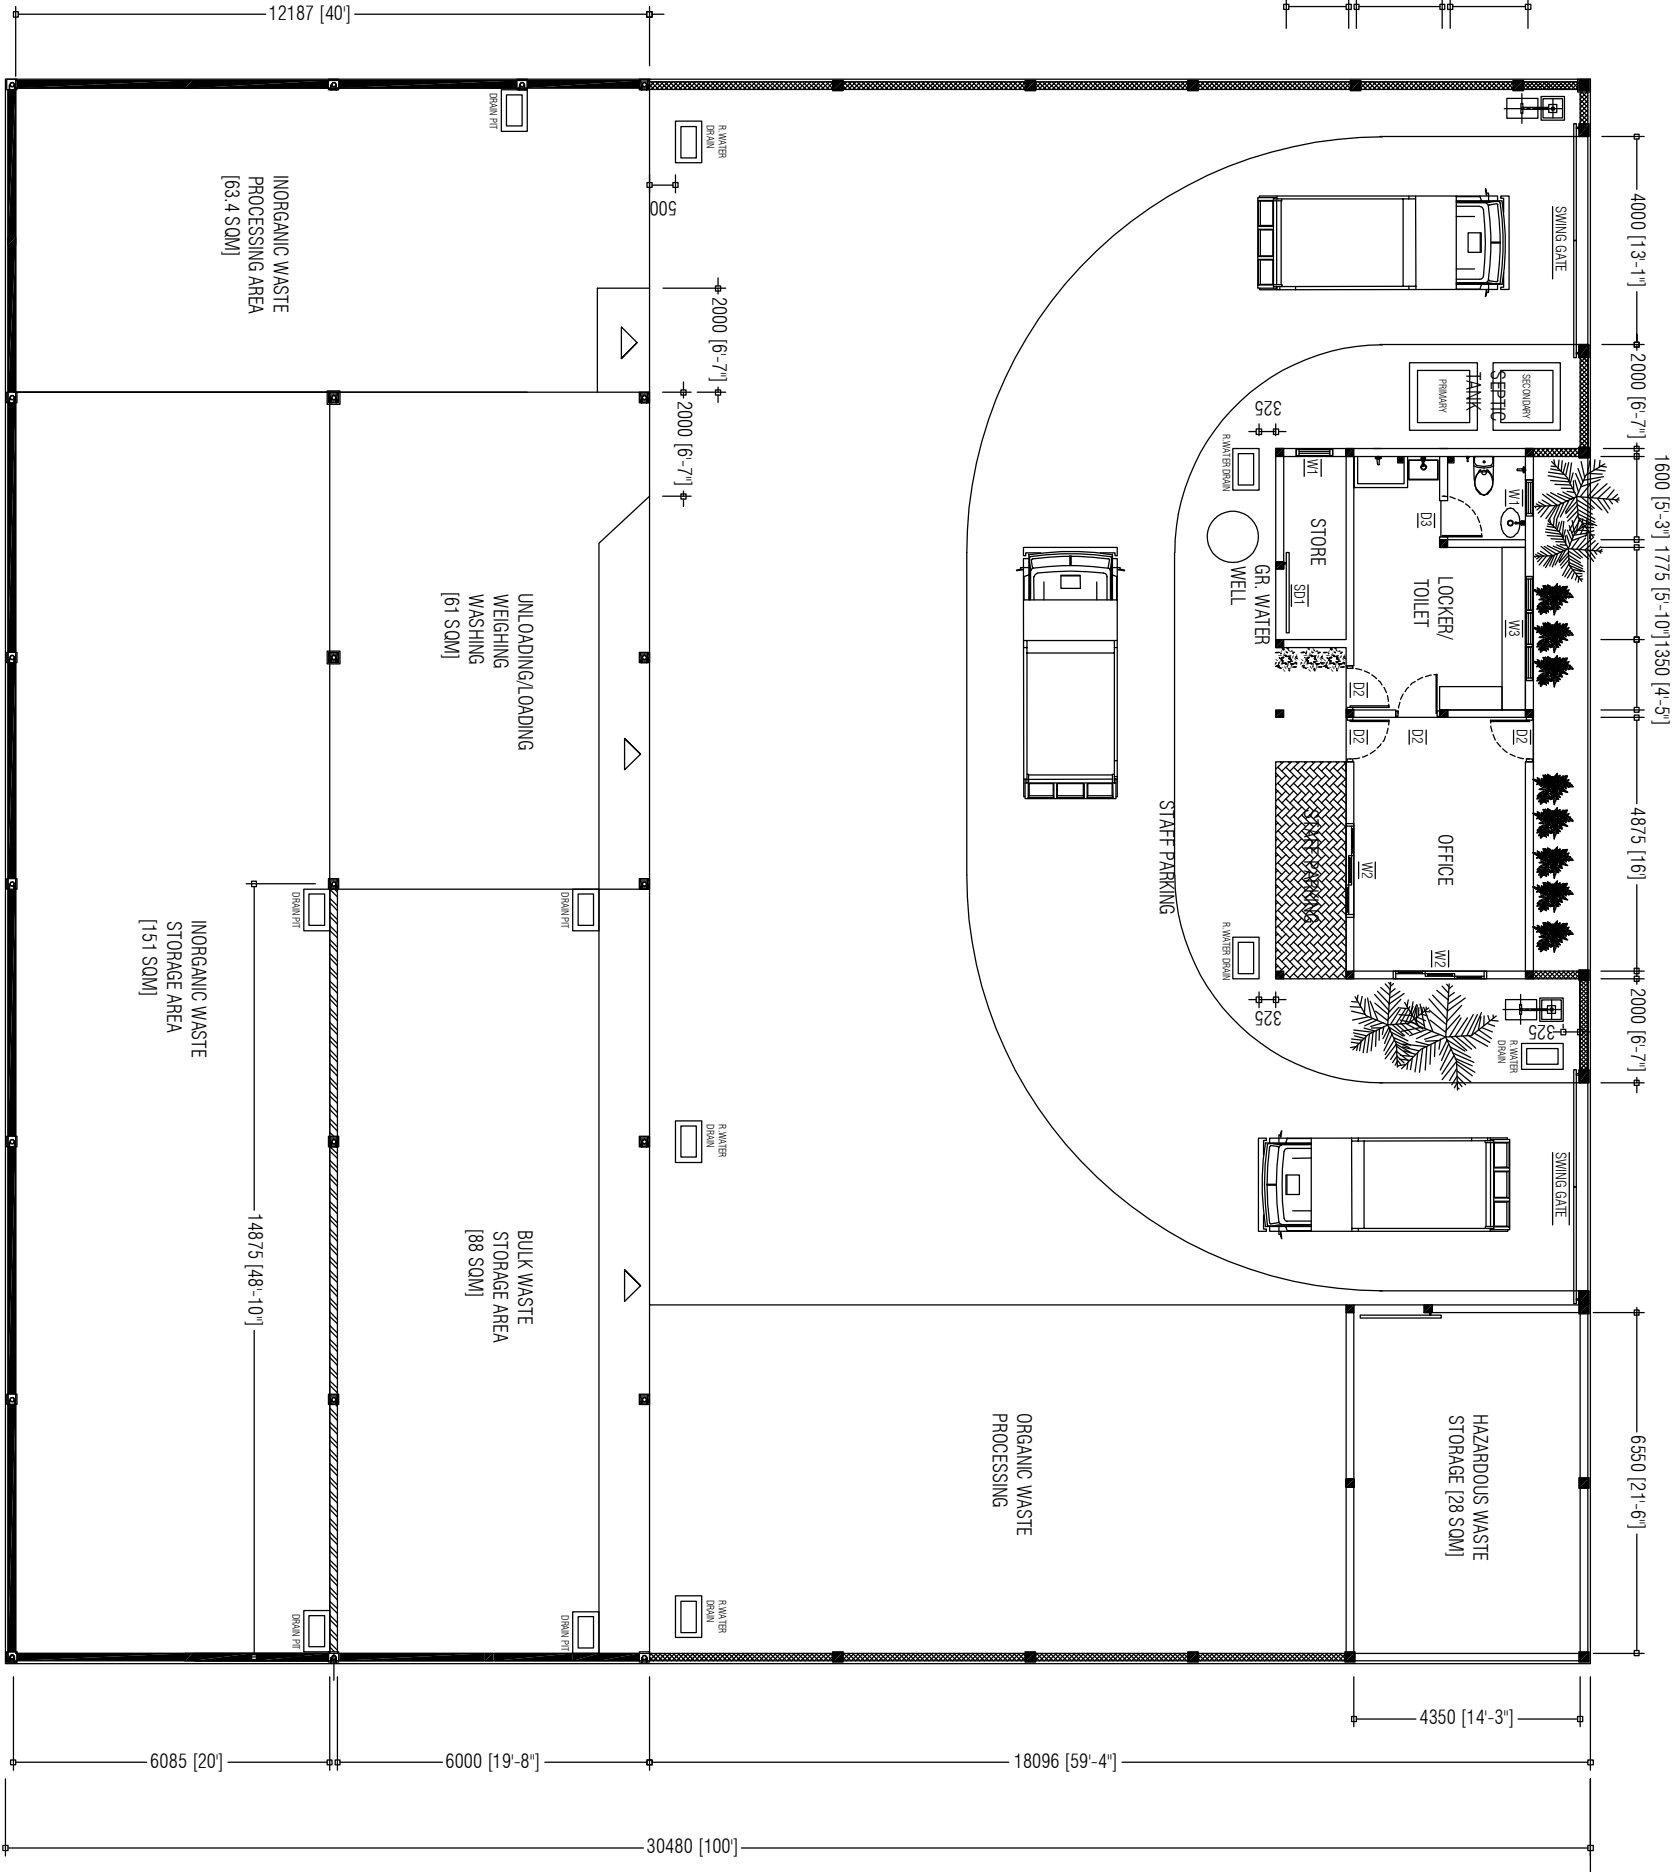 12187 [40']
DRAIN PIT
R.WATER
DRAIN
500
INORGANIC WASTE
PROCESSING AREA
[63.4 SQM]
2000 [6'-7"]
2000 [6'-7"]
SWING GATE
4000 [13'-1"]
2000 [6'-7"]
SEPTIC
TANK
PRIMARY
SECONDARY
325
R.WATER DRAIN
W1
STORE
SD1
GR. WATER
WELL
D3
W1
LOCKER/
TOILET
W3
D2
D2
D2
D2
1600 [5'-3"]
1775 [5'-10"]
1350 [4'-5"]
4875 [16']
OFFICE
W2
W2
STAFF PARKING
STAFF PARKING
R.WATER DRAIN
325
325
R.WATER
DRAIN
2000 [6'-7"]
SWING GATE
UNLOADING/LOADING
WEIGHING
WASHING
[61 SQM]
DRAIN PIT
DRAIN PIT
INORGANIC WASTE
STORAGE AREA
[151 SQM]
14875 [48'-10"]
BULK WASTE
STORAGE AREA
[88 SQM]
R.WATER
DRAIN
ORGANIC WASTE
PROCESSING
HAZARDOUS WASTE
STORAGE [28 SQM]
6550 [21'-6"]
DRAIN PIT
DRAIN PIT
R.WATER
DRAIN
4350 [14'-3"]
6085 [20']
6000 [19'-8"]
18096 [59'-4"]
30480 [100']